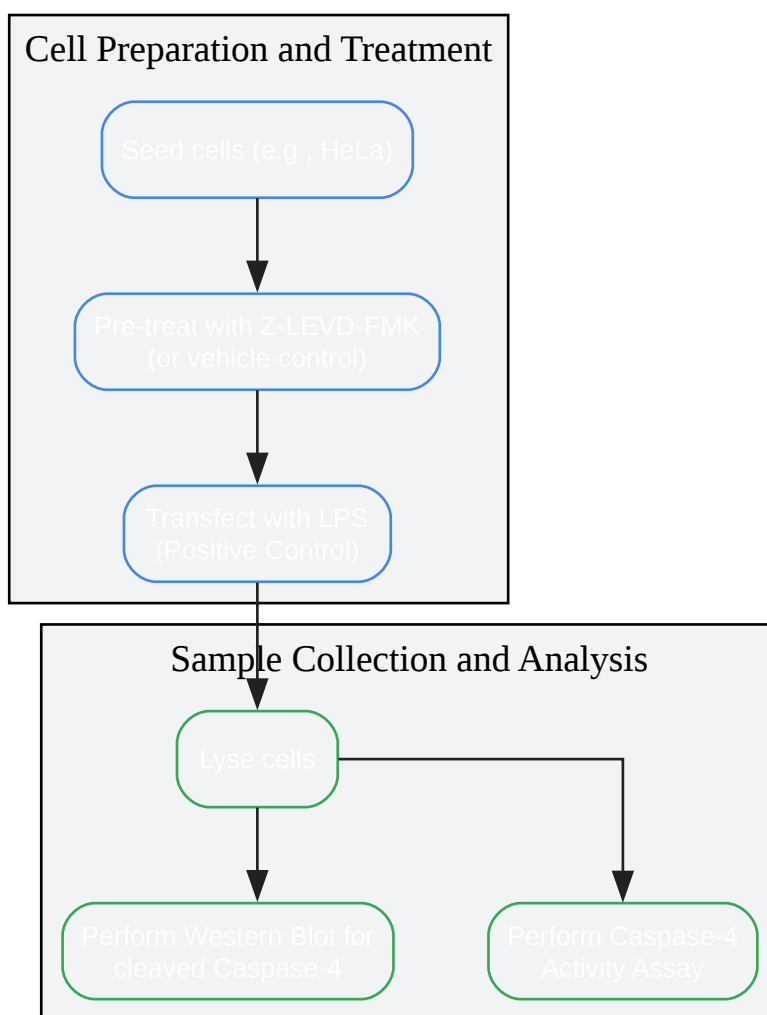 Cell Preparation and Treatment
Seed cells (e.g., HeLa)
Pre-treat with Z-LEVD-FMK
(or vehicle control)
Transfect with LPS
(Positive Control)
Sample Collection and Analysis
Lyse cells
Perform Western Blot for
cleaved Caspase-4
Perform Caspase-4
Activity Assay